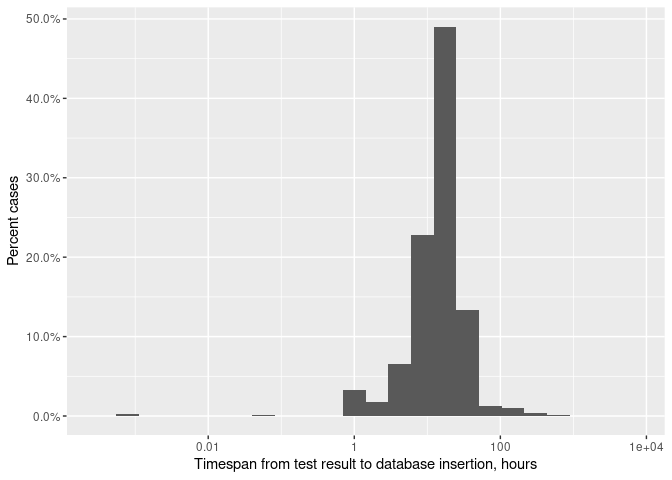 50.0%
40.0%
30.0%
20.0%
10.0%
0.0%
Percent cases
0.01 1 100 1e+04
Timespan from test result to database insertion, hours